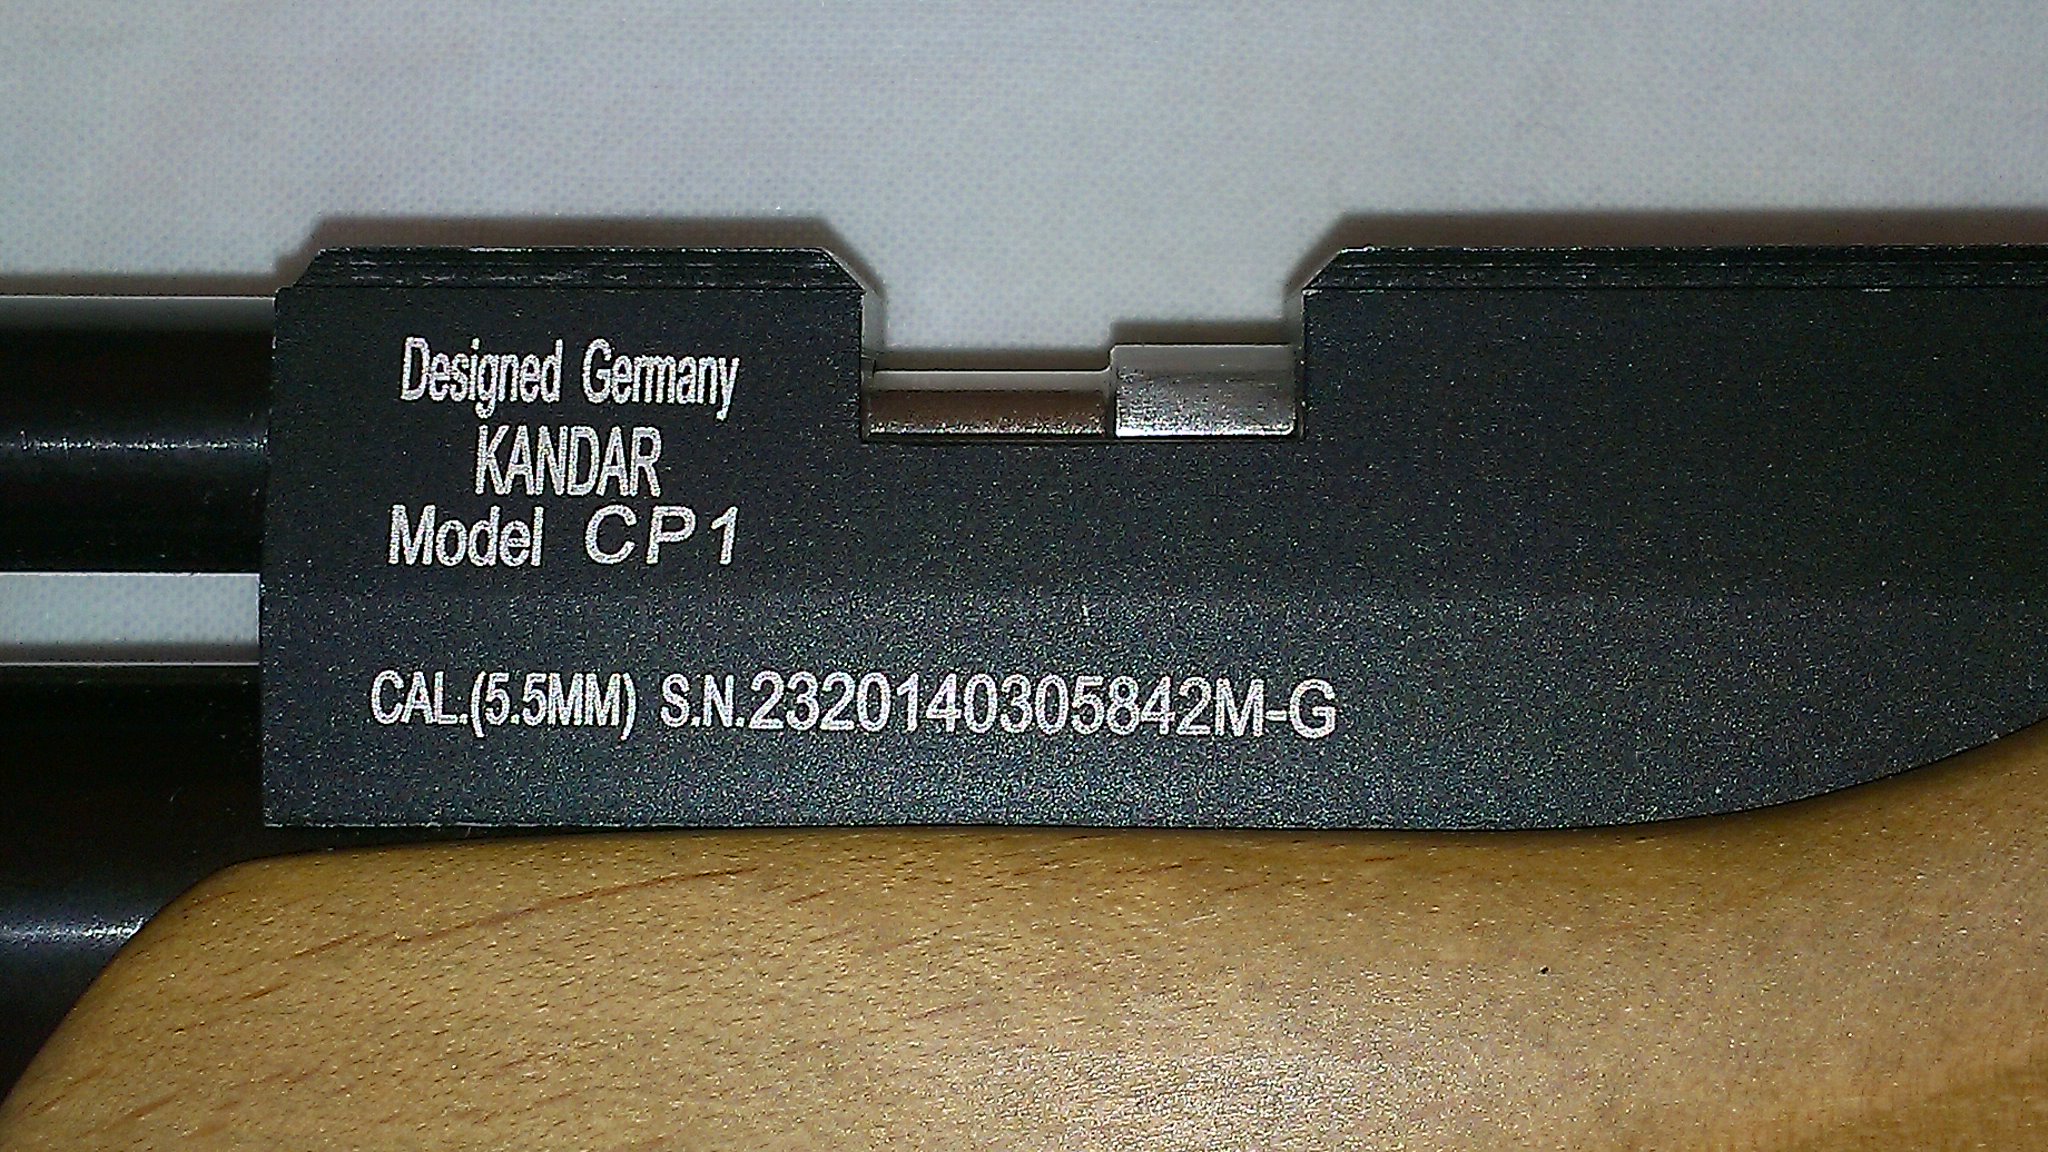 Designed Germany
KANDAR
Model CP1
CAL.(5.5MM) S.N.2320140305842M-G